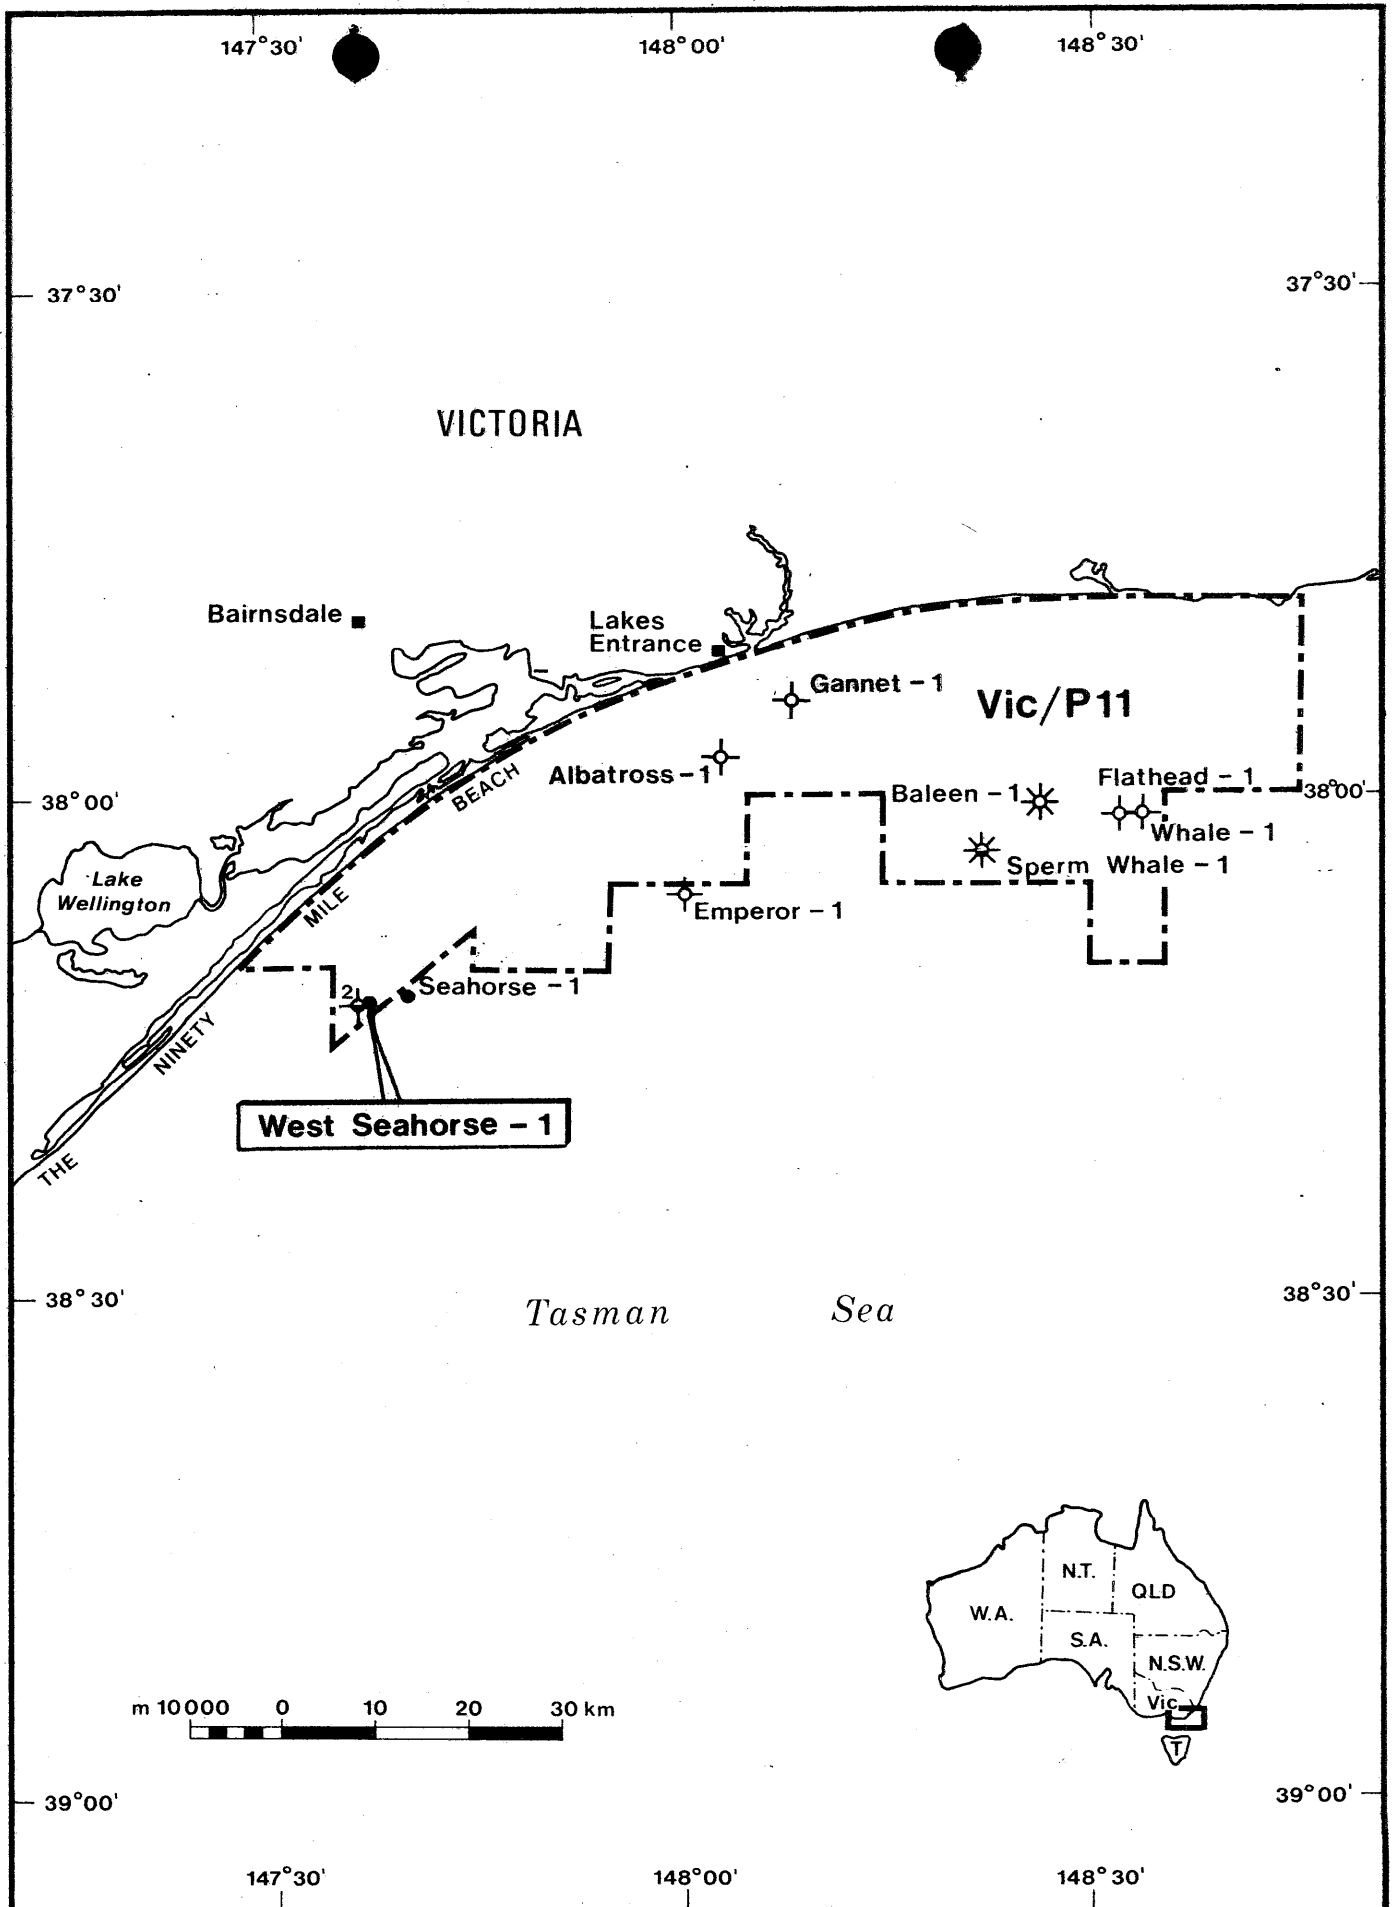 147°30' 148°00' 148°30'
37°30' 37°30'
VICTORIA
Bairnsdale
Lakes
Entrance
Gannet – 1
Vic/P11
Albatross – 1
BEACH
Baleen – 1
Flathead – 1
38°00' 38°00'
Whale – 1
Sperm Whale – 1
Lake
Wellington
MILE
Emperor – 1
2
Seahorse – 1
NINETY
West Seahorse – 1
THE
38°30' 38°30'
Tasman Sea
N.T.
QLD
W.A.
S.A.
N.S.W.
Vic
T
m 10000 0 10 20 30 km
39°00' 39°00'
147°30' 148°00' 148°30'